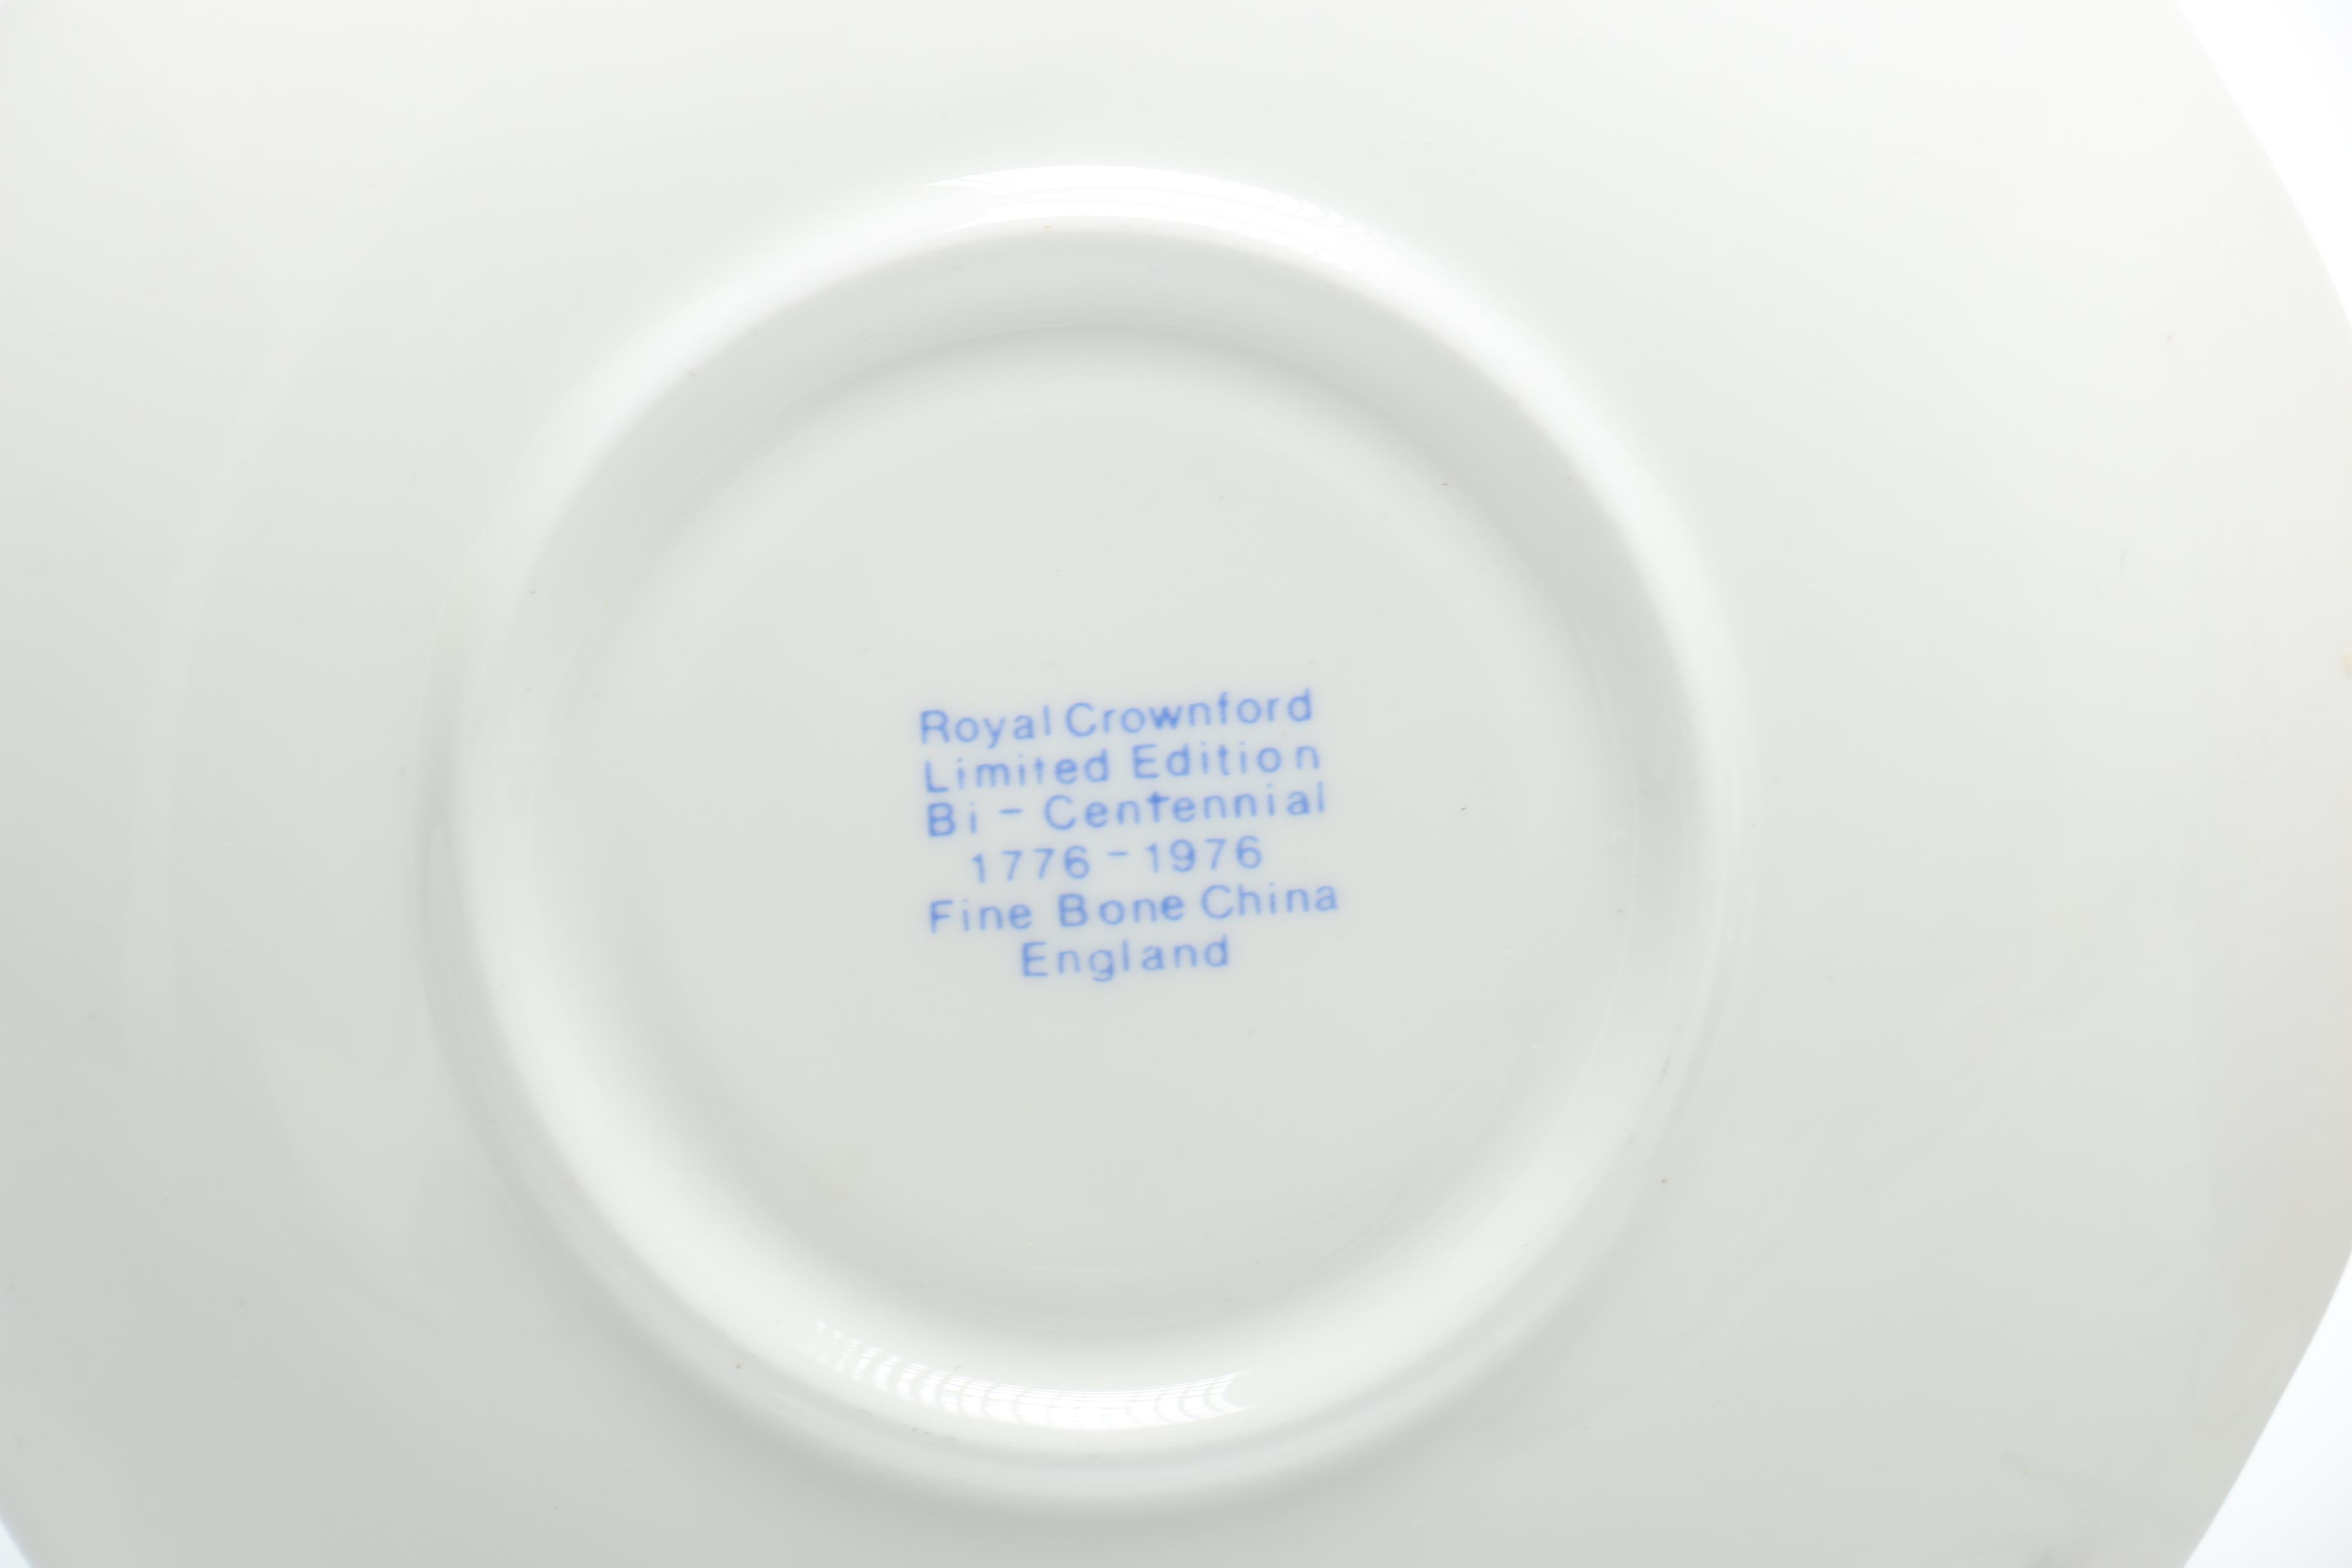 Royal Crownford
Limited Edition
Bi - Centennial
1776 - 1976
Fine Bone China
England